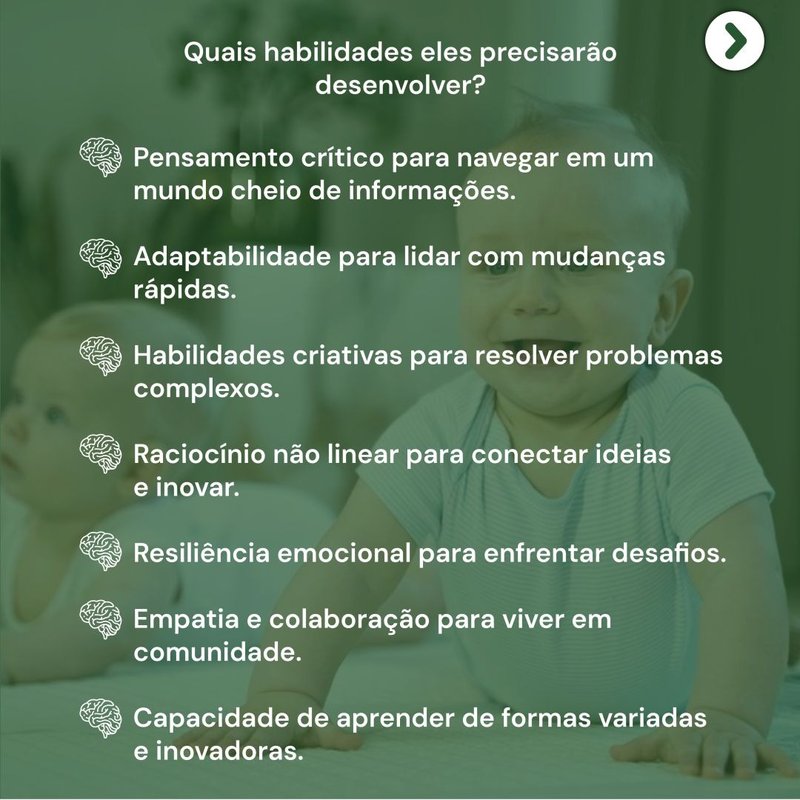 Quais habilidades eles precisarão
desenvolver?
Pensamento crítico para navegar em um
mundo cheio de informações.
Adaptabilidade para lidar com mudanças
rápidas.
Habilidades criativas para resolver problemas
complexos.
Raciocínio não linear para conectar ideias
e inovar.
Resiliência emocional para enfrentar desafios.
Empatia e colaboração para viver em
comunidade.
Capacidade de aprender de formas variadas
e inovadoras.